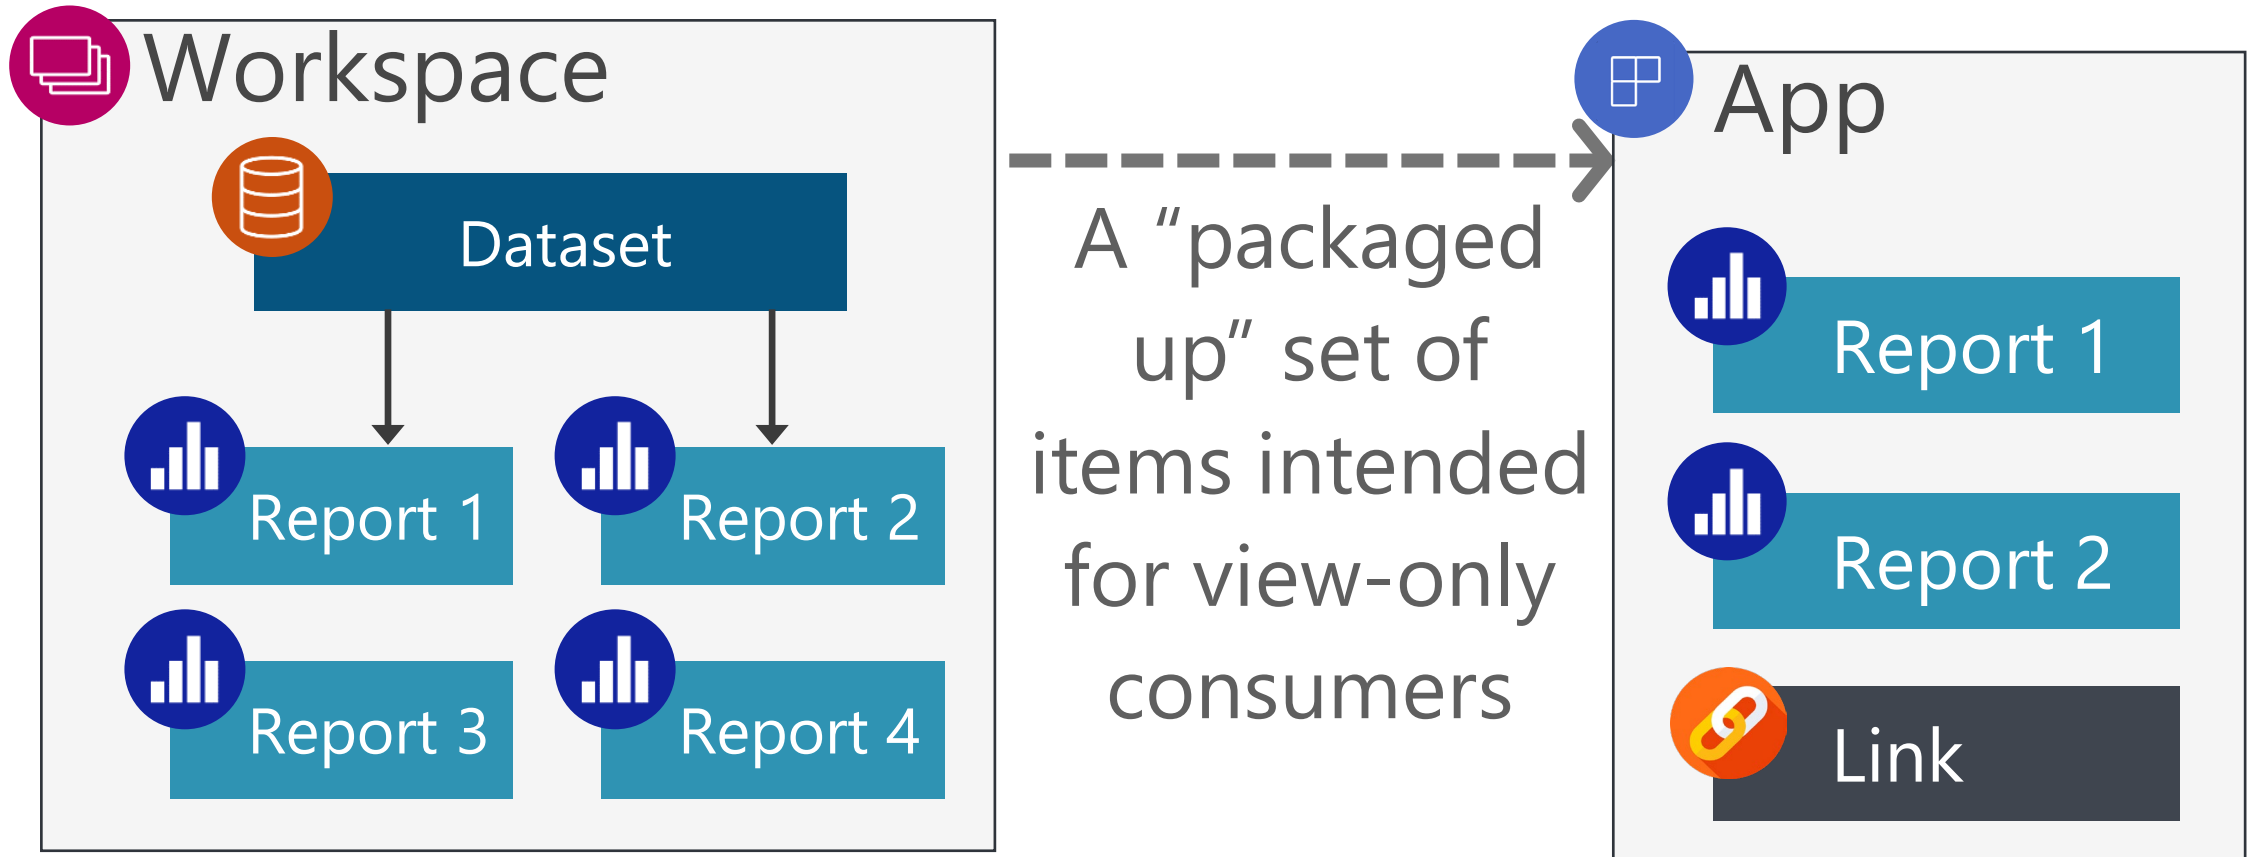 Workspace
Dataset
Report 1
Report 2
Report 3
Report 4
A “packaged
up” set of
items intended
for view-only
consumers
App
Report 1
Report 2
Link